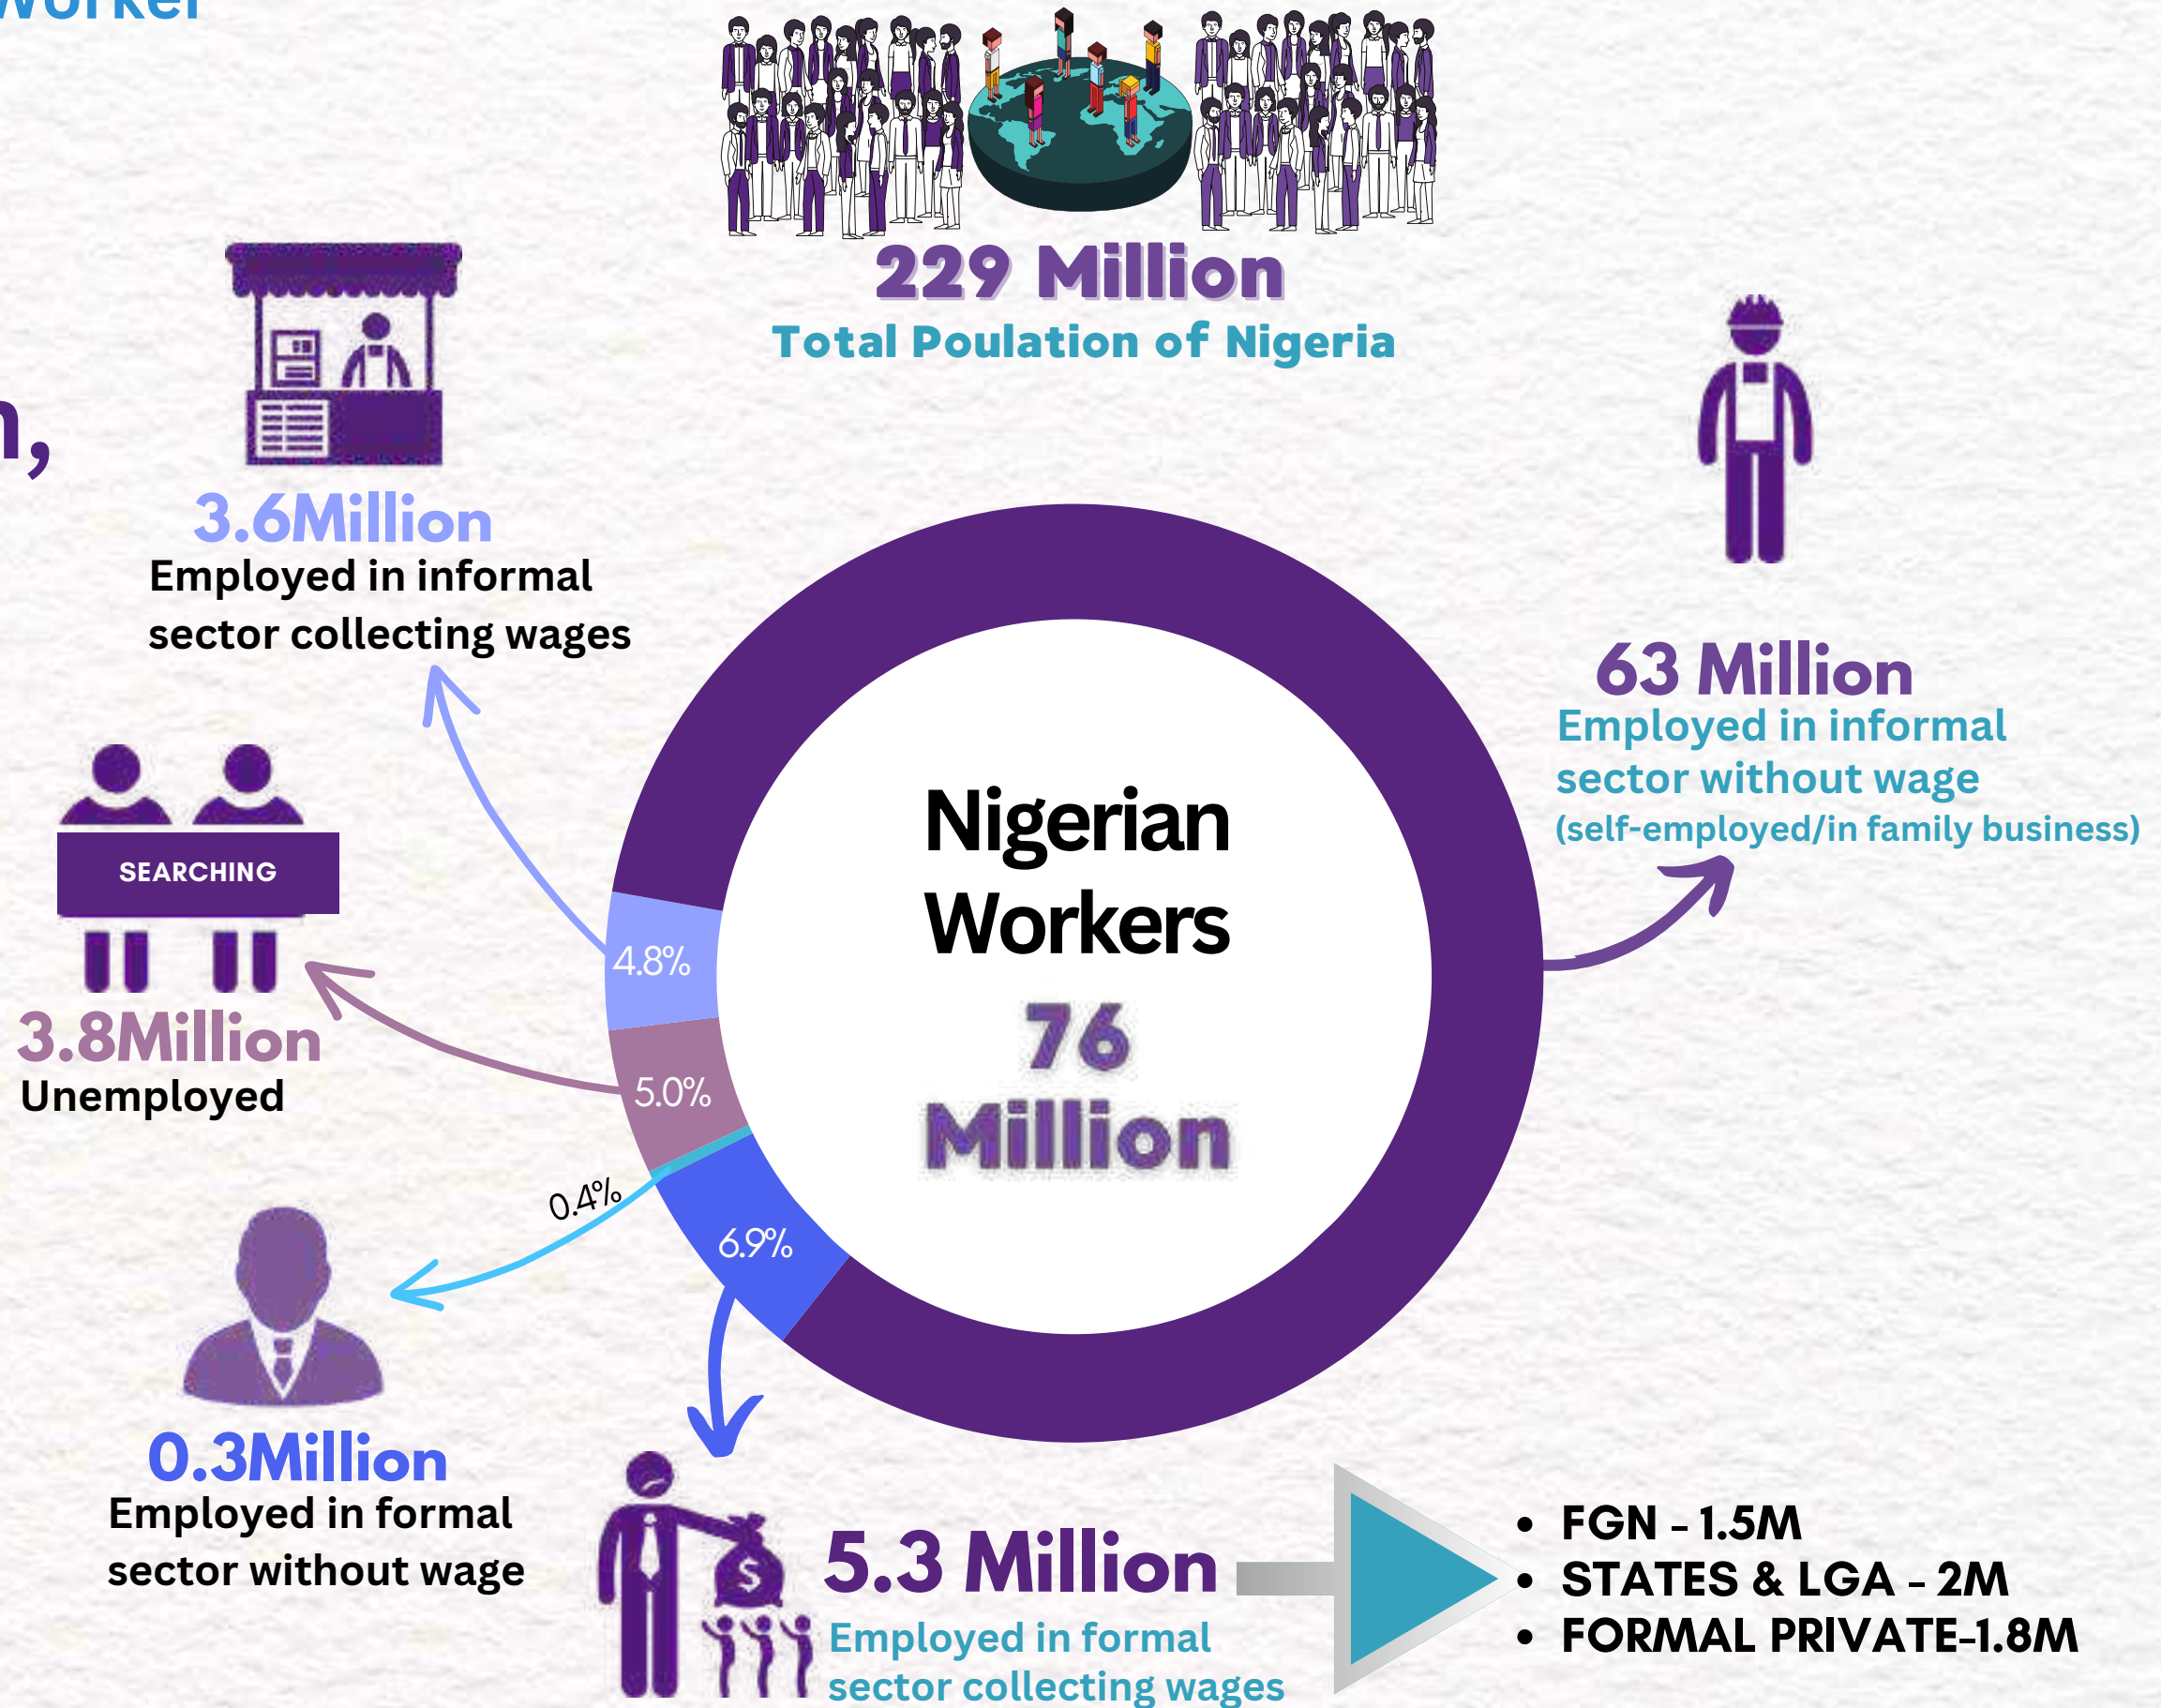 Worker
229 Million
Total Poulation of Nigeria
3.6Million
Employed in informal
sector collecting wages
63 Million
Employed in informal
sector without wage
(self-employed/in family business)
Nigerian
Workers
76
Million
SEARCHING
3.8Million
Unemployed
4.8%
5.0%
0.4%
6.9%
0.3Million
Employed in formal
sector without wage
$
5.3 Million
Employed in formal
sector collecting wages
• FGN - 1.5M
• STATES & LGA - 2M
• FORMAL PRIVATE-1.8M